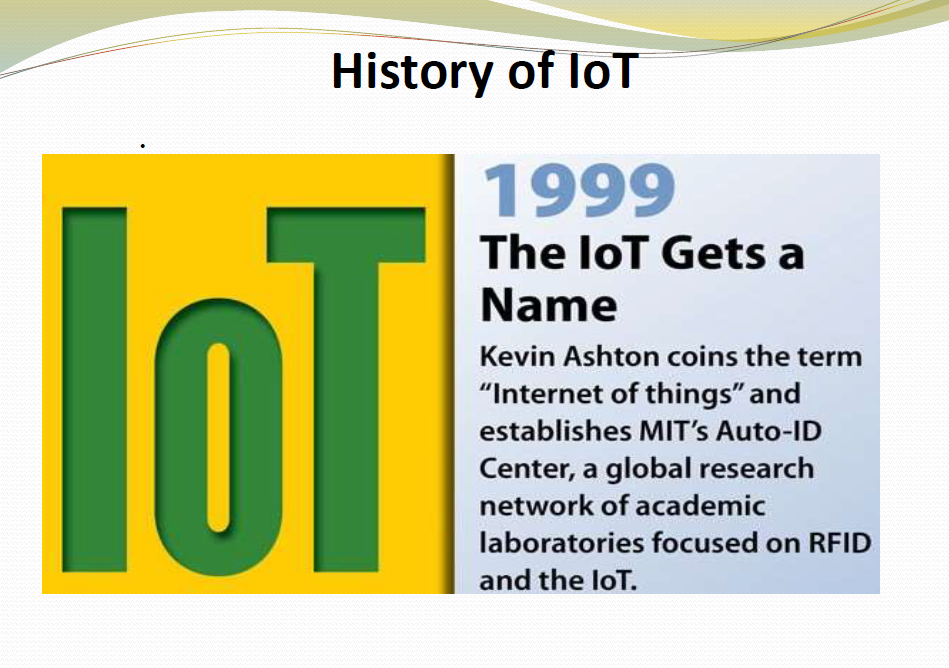 History of IoT
.
IoT
1999
The IoT Gets a
Name
Kevin Ashton coins the term
“Internet of things” and
establishes MIT’s Auto-ID
Center, a global research
network of academic
laboratories focused on RFID
and the IoT.